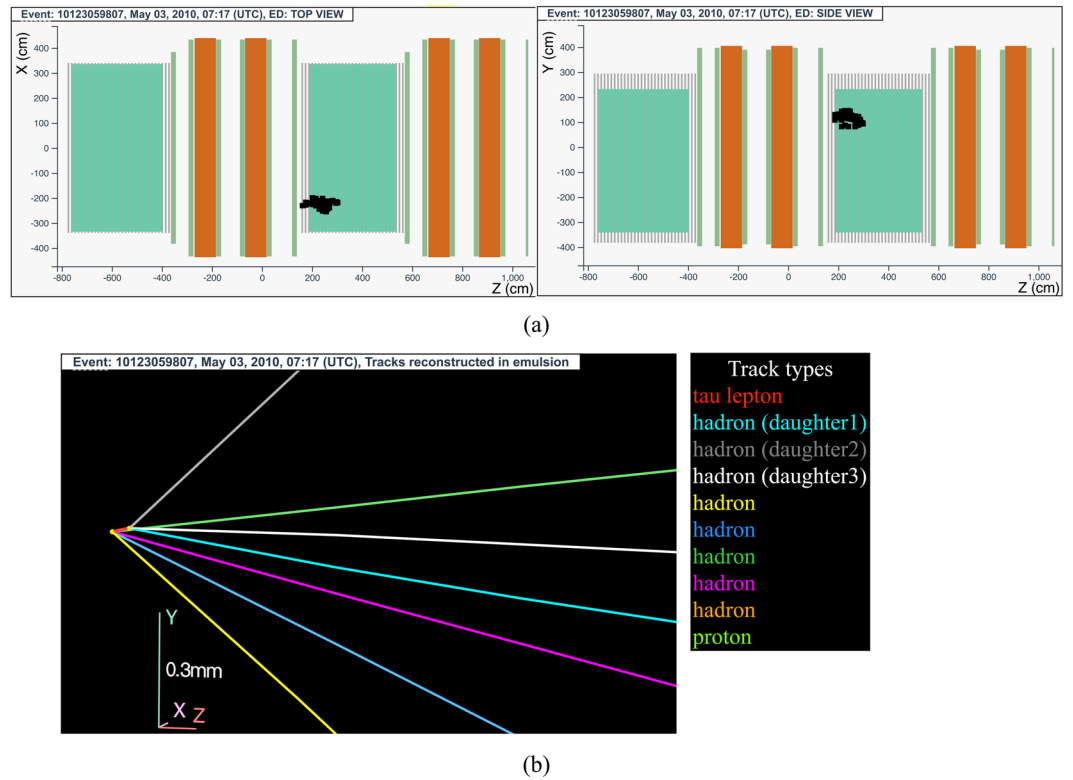 Event: 10123059807, May 03, 2010, 07:17 (UTC), ED: TOP VIEW
X (cm)
400
300
200
100
0
-100
-200
-300
-400
-800
-600
-400
-200
0
200
400
600
800
1,000
Z (cm)
Event: 10123059807, May 03, 2010, 07:17 (UTC), ED: SIDE VIEW
Y (cm)
400
300
200
100
0
-100
-200
-300
-400
-800
-600
-400
-200
0
200
400
600
800
1,000
Z (cm)
(a)
Event: 10123059807, May 03, 2010, 07:17 (UTC), Tracks reconstructed in emulsion
Y
0.3mm
X
Z
Track types
tau lepton
hadron (daughter1)
hadron (daughter2)
hadron (daughter3)
hadron
hadron
hadron
hadron
hadron
proton
(b)